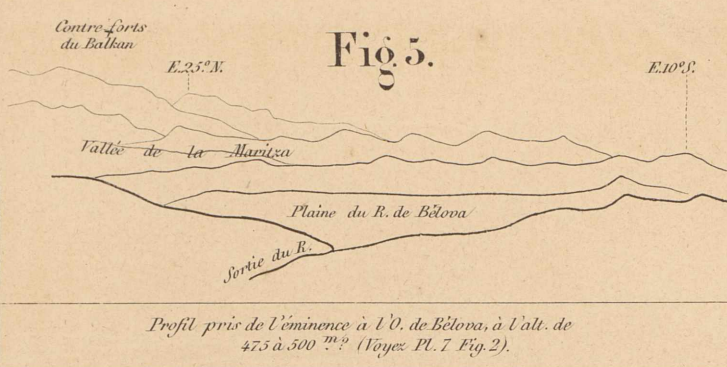 Contre forts
du Balkan
Fig. 5.
E.25.º N.
E.10º S.
Vallée de la Maritza
Plaine du R. de Bélova
Sortie du R.
Profil pris de l'éminence à l'O. de Bélova, à l'alt. de
475 à 500 m? (Voyez Pl. 7 Fig. 2).